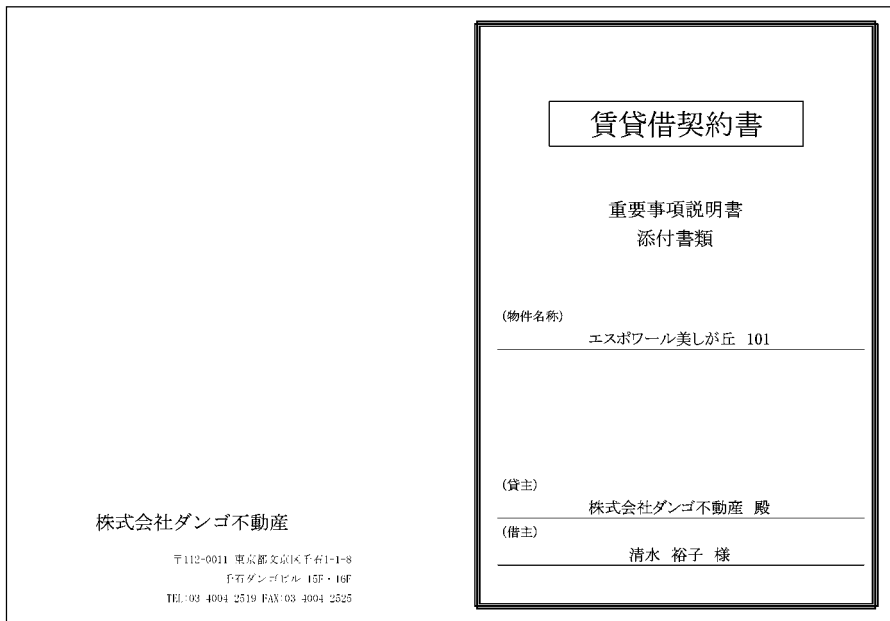 賃貸借契約書
重要事項説明書
添付書類
(物件名称)
エスポワール美しが丘 101
(貸主)
株式会社ダンゴ不動産 殿
(借主)
清水 裕子 様
株式会社ダンゴ不動産
〒112-0011 東京都文京区千石1-1-8
千石ダンゴビル 15F・16F
TEL:03-4004-2519 FAX:03-4004-2525